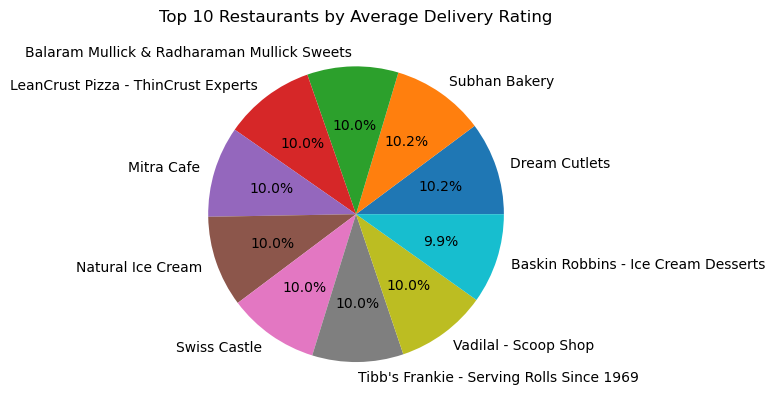 Top 10 Restaurants by Average Delivery Rating
Balaram Mullick & Radharaman Mullick Sweets
LeanCrust Pizza - ThinCrust Experts
Subhan Bakery
10.0%
10.0%
10.2%
Mitra Cafe
Dream Cutlets
10.0%
10.2%
Natural Ice Cream
10.0%
9.9%
Baskin Robbins - Ice Cream Desserts
Swiss Castle
10.0%
10.0%
10.0%
Vadilal - Scoop Shop
Tibb's Frankie - Serving Rolls Since 1969